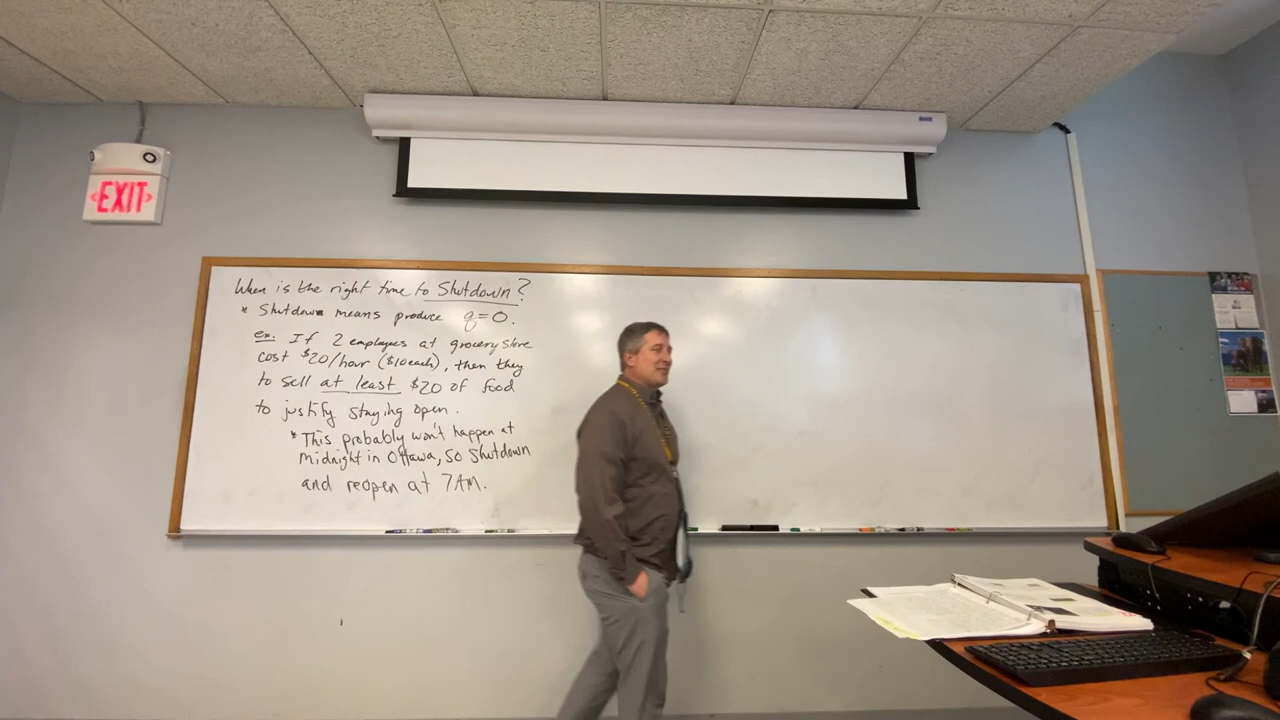 EXIT
When is the right time to Shutdown?
* Shutdown means produce q=0.
ex. If 2 employees at grocery store
cost $20/hour ($10 each), then they
to sell at least $20 of food
to justify staying open.
* This probably won't happen at
midnight in Ottawa, so Shutdown
and reopen at 7AM.